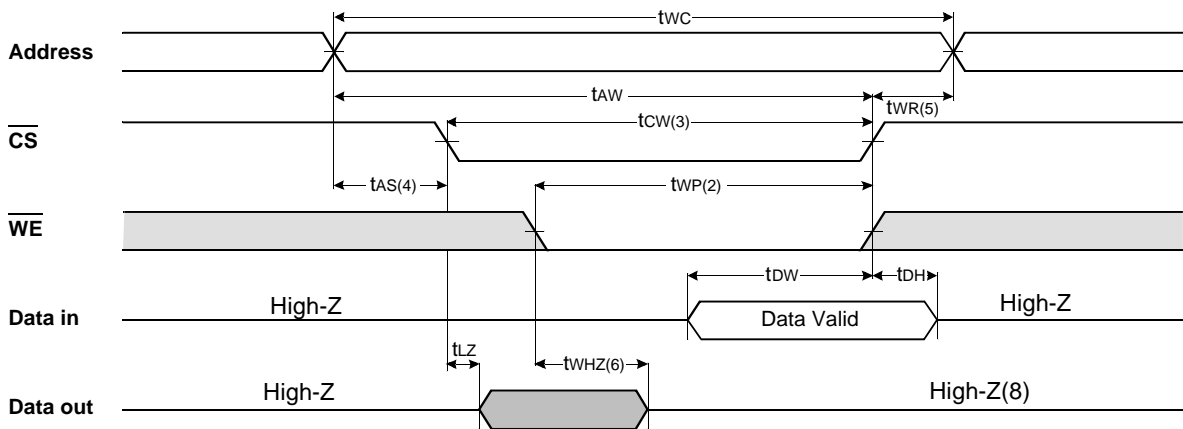 tWC
Address
tAW
tWR(5)
CS
tCW(3)
tAS(4)
tWP(2)
WE
tDW
tDH
Data in
High-Z
Data Valid
High-Z
tLZ
tWHZ(6)
Data out
High-Z
High-Z(8)